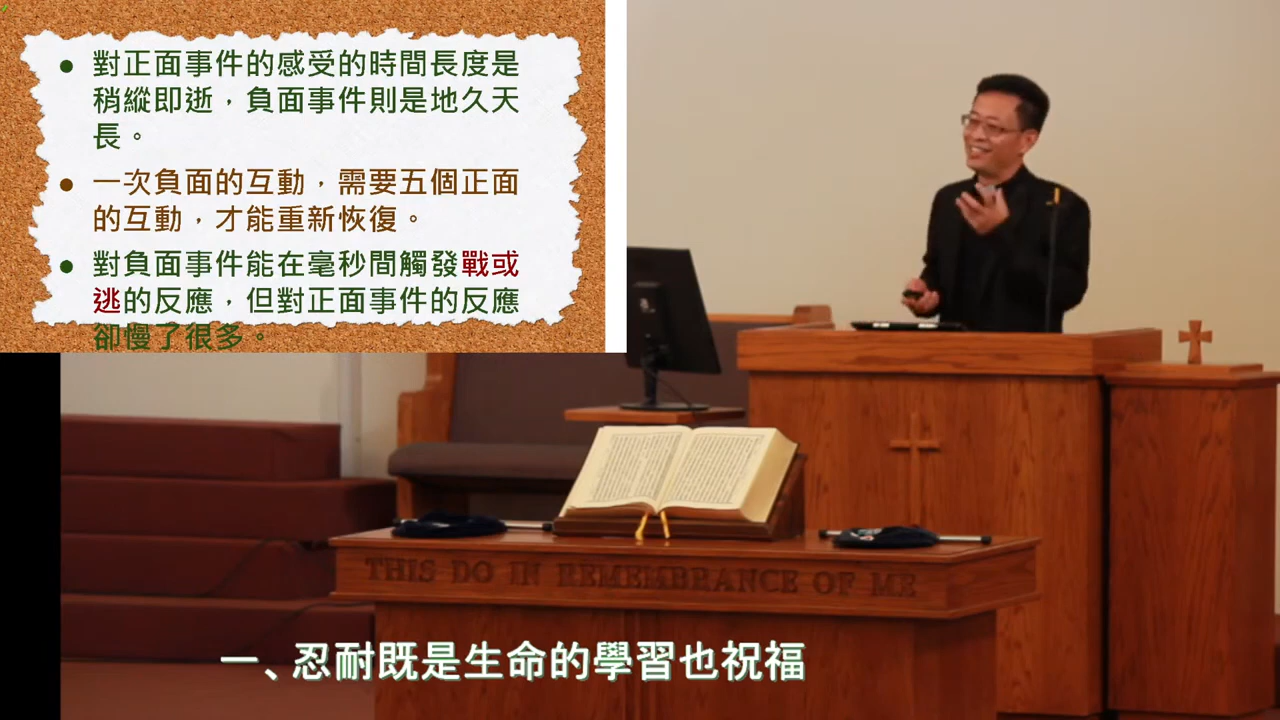 對正面事件的感受的時間長度是
稍縱即逝，負面事件則是地久天
長。
一次負面的互動，需要五個正面
的互動，才能重新恢復。
對負面事件能在毫秒間觸發戰或
逃的反應，但對正面事件的反應
卻慢了很多。
THIS DO IN REMEMBRANCE OF ME
一、忍耐既是生命的學習也祝福